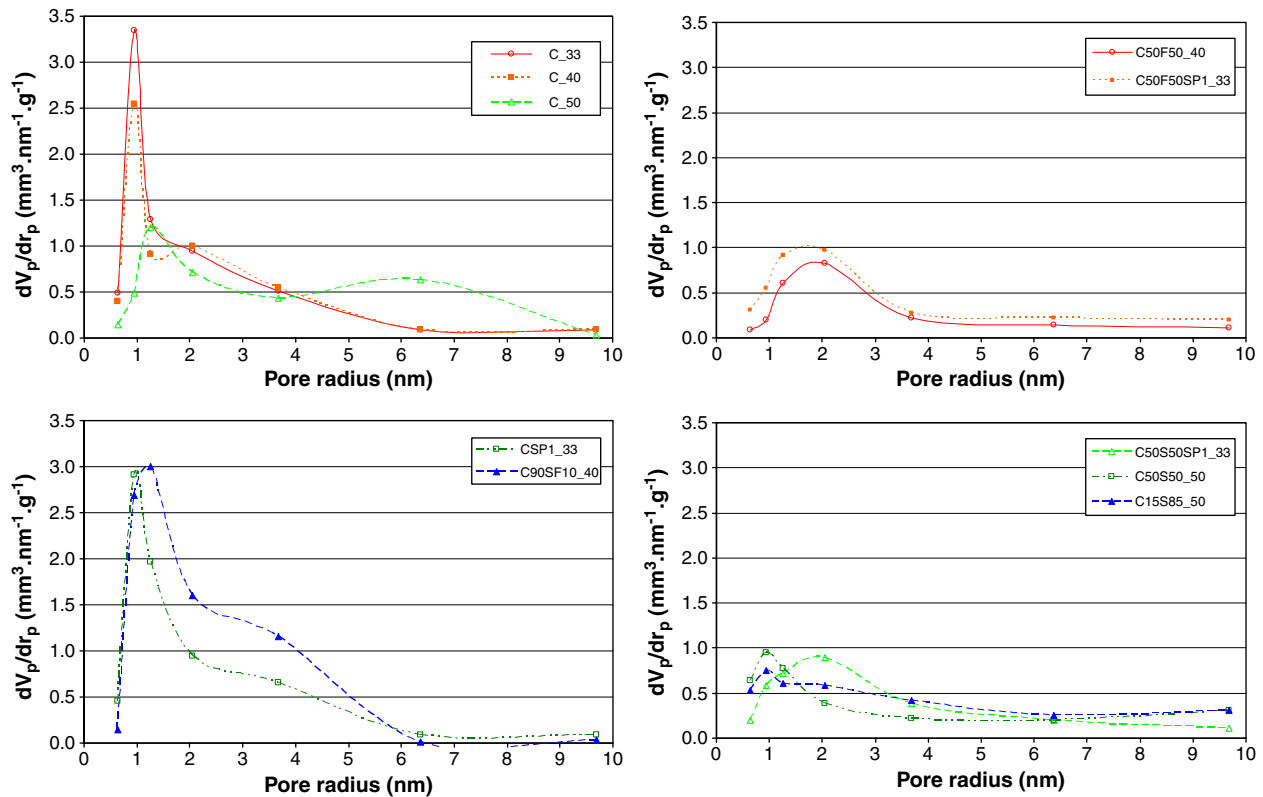 3.5
3.0
2.5
2.0
1.5
1.0
0.5
0.0
dVp/drp (mm³.nm⁻¹.g⁻¹)
C_33
C_40
C_50
0 1 2 3 4 5 6 7 8 9 10
Pore radius (nm)
3.5
3.0
2.5
2.0
1.5
1.0
0.5
0.0
dVp/drp (mm³.nm⁻¹.g⁻¹)
C50F50_40
C50F50SP1_33
0 1 2 3 4 5 6 7 8 9 10
Pore radius (nm)
3.5
3.0
2.5
2.0
1.5
1.0
0.5
0.0
dVp/drp (mm³.nm⁻¹.g⁻¹)
CSP1_33
C90SF10_40
0 1 2 3 4 5 6 7 8 9 10
Pore radius (nm)
3.5
3.0
2.5
2.0
1.5
1.0
0.5
0.0
dVp/drp (mm³.nm⁻¹.g⁻¹)
C50S50SP1_33
C50S50_50
C15S85_50
0 1 2 3 4 5 6 7 8 9 10
Pore radius (nm)